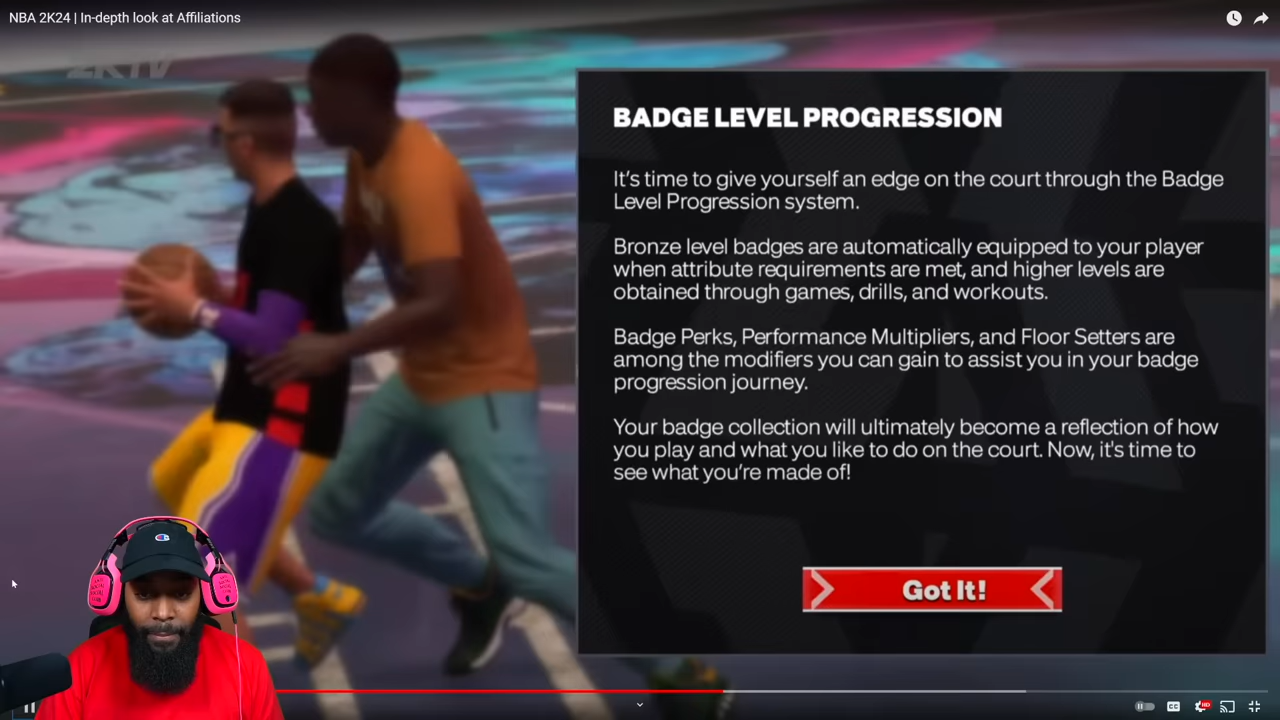 NBA 2K24 | In-depth look at Affiliations
2KTV
BADGE LEVEL PROGRESSION
It's time to give yourself an edge on the court through the Badge
Level Progression system.
Bronze level badges are automatically equipped to your player
when attribute requirements are met, and higher levels are
obtained through games, drills, and workouts.
Badge Perks, Performance Multipliers, and Floor Setters are
among the modifiers you can gain to assist you in your badge
progression journey.
Your badge collection will ultimately become a reflection of how
you play and what you like to do on the court. Now, it's time to
see what you're made of!
Got It!
CC
HD